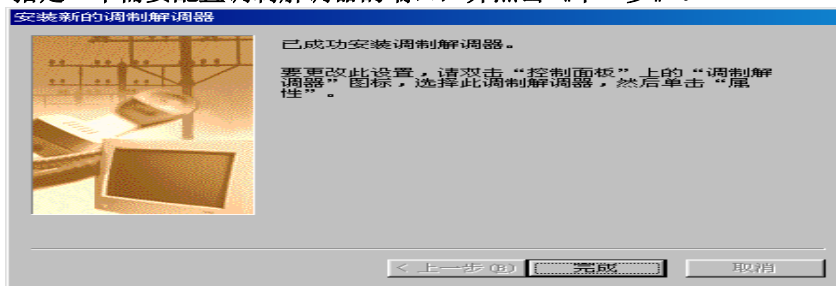 安装新的调制解调器
已成功安装调制解调器。
要更改此设置，请双击“控制面板”上的“调制解
调器”图标，选择此调制解调器，然后单击“属
性”。
< 上一步(B)
完成
取消